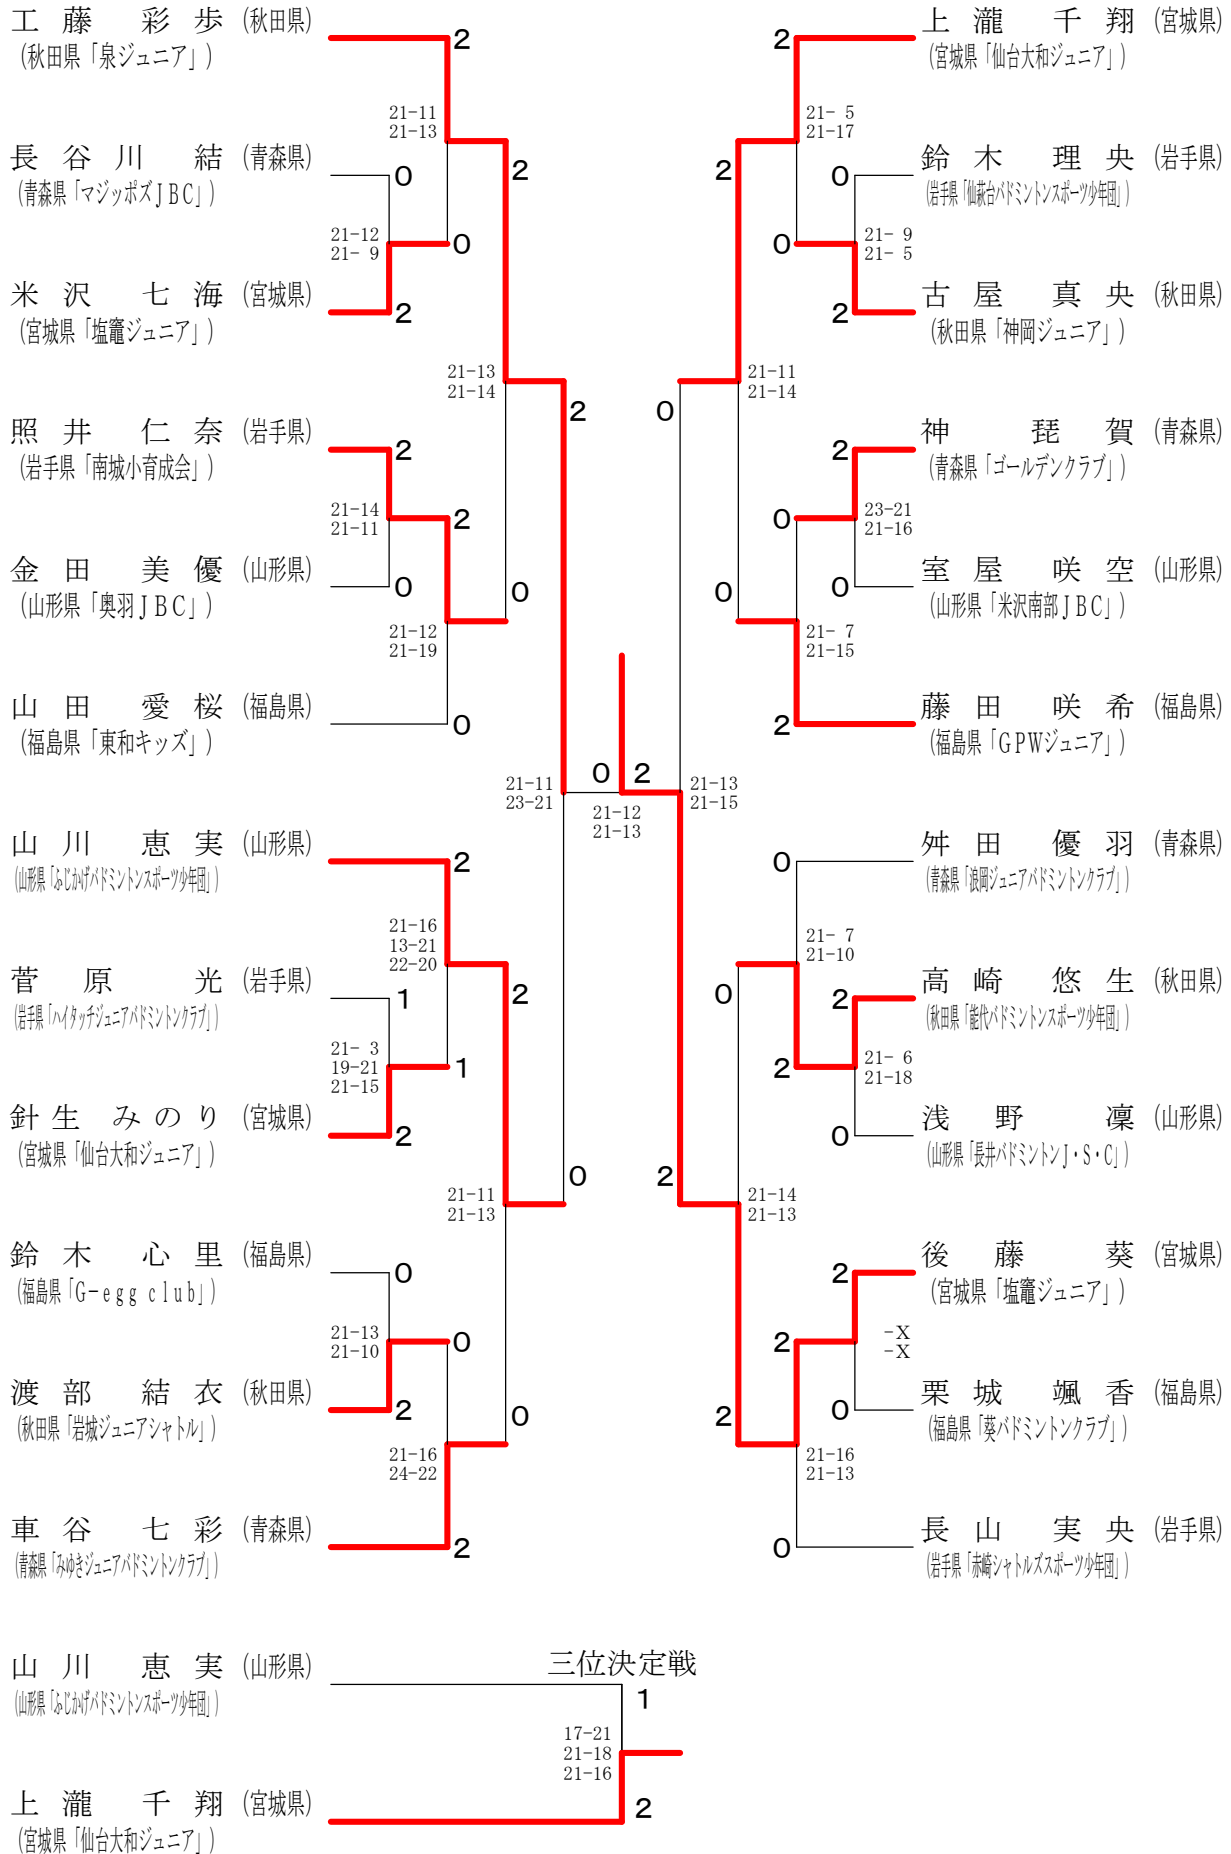 工藤 彩歩 (秋田県)
(秋田県「泉ジュニア」)
2
21-11
21-13
長谷川 結 (青森県)
(青森県「マジッポズJBC」)
0
2
21-12
21- 9
0
米沢 七海 (宮城県)
(宮城県「塩竈ジュニア」)
2
21-13
21-14
2
照井 仁奈 (岩手県)
(岩手県「南城小育成会」)
2
21-14
21-11
2
金田 美優 (山形県)
(山形県「奥羽JBC」)
0
0
21-12
21-19
山田 愛桜 (福島県)
(福島県「東和キッズ」)
0
21-11
23-21
山川 恵実 (山形県)
(山形県「ふじかげバドミントンスポーツ少年団」)
2
21-16
13-21
22-20
菅原 光 (岩手県)
(岩手県「ハイタッチジュニアバドミントンクラブ」)
1
2
21- 3
19-21
21-15
1
針生 みのり (宮城県)
(宮城県「仙台大和ジュニア」)
2
0
21-11
21-13
鈴木 心里 (福島県)
(福島県「G-egg club」)
0
21-13
21-10
0
渡部 結衣 (秋田県)
(秋田県「岩城ジュニアシャトル」)
2
0
21-16
24-22
車谷 七彩 (青森県)
(青森県「みゆきジュニアバドミントンクラブ」)
2
0 2
21-12
21-13
上瀧 千翔 (宮城県)
(宮城県「仙台大和ジュニア」)
2
21- 5
21-17
鈴木 理央 (岩手県)
(岩手県「仙萩台バドミントンスポーツ少年団」)
0
2
21- 9
21- 5
0
古屋 真央 (秋田県)
(秋田県「神岡ジュニア」)
2
21-11
21-14
0
神 琵賀 (青森県)
(青森県「ゴールデンクラブ」)
2
23-21
21-16
0
室屋 咲空 (山形県)
(山形県「米沢南部JBC」)
0
0
21- 7
21-15
藤田 咲希 (福島県)
(福島県「GPWジュニア」)
2
21-13
21-15
舛田 優羽 (青森県)
(青森県「浪岡ジュニアバドミントンクラブ」)
0
21- 7
21-10
高崎 悠生 (秋田県)
(秋田県「能代バドミントンスポーツ少年団」)
2
0
21- 6
21-18
2
浅野 凜 (山形県)
(山形県「長井バドミントンJ・S・C」)
0
2
21-14
21-13
後藤 葵 (宮城県)
(宮城県「塩竈ジュニア」)
2
-X
-X
2
栗城 颯香 (福島県)
(福島県「葵バドミントンクラブ」)
0
2
21-16
21-13
長山 実央 (岩手県)
(岩手県「赤崎シャトルズスポーツ少年団」)
0
三位決定戦
山川 恵実 (山形県)
(山形県「ふじかげバドミントンスポーツ少年団」)
1
17-21
21-18
21-16
上瀧 千翔 (宮城県)
(宮城県「仙台大和ジュニア」)
2